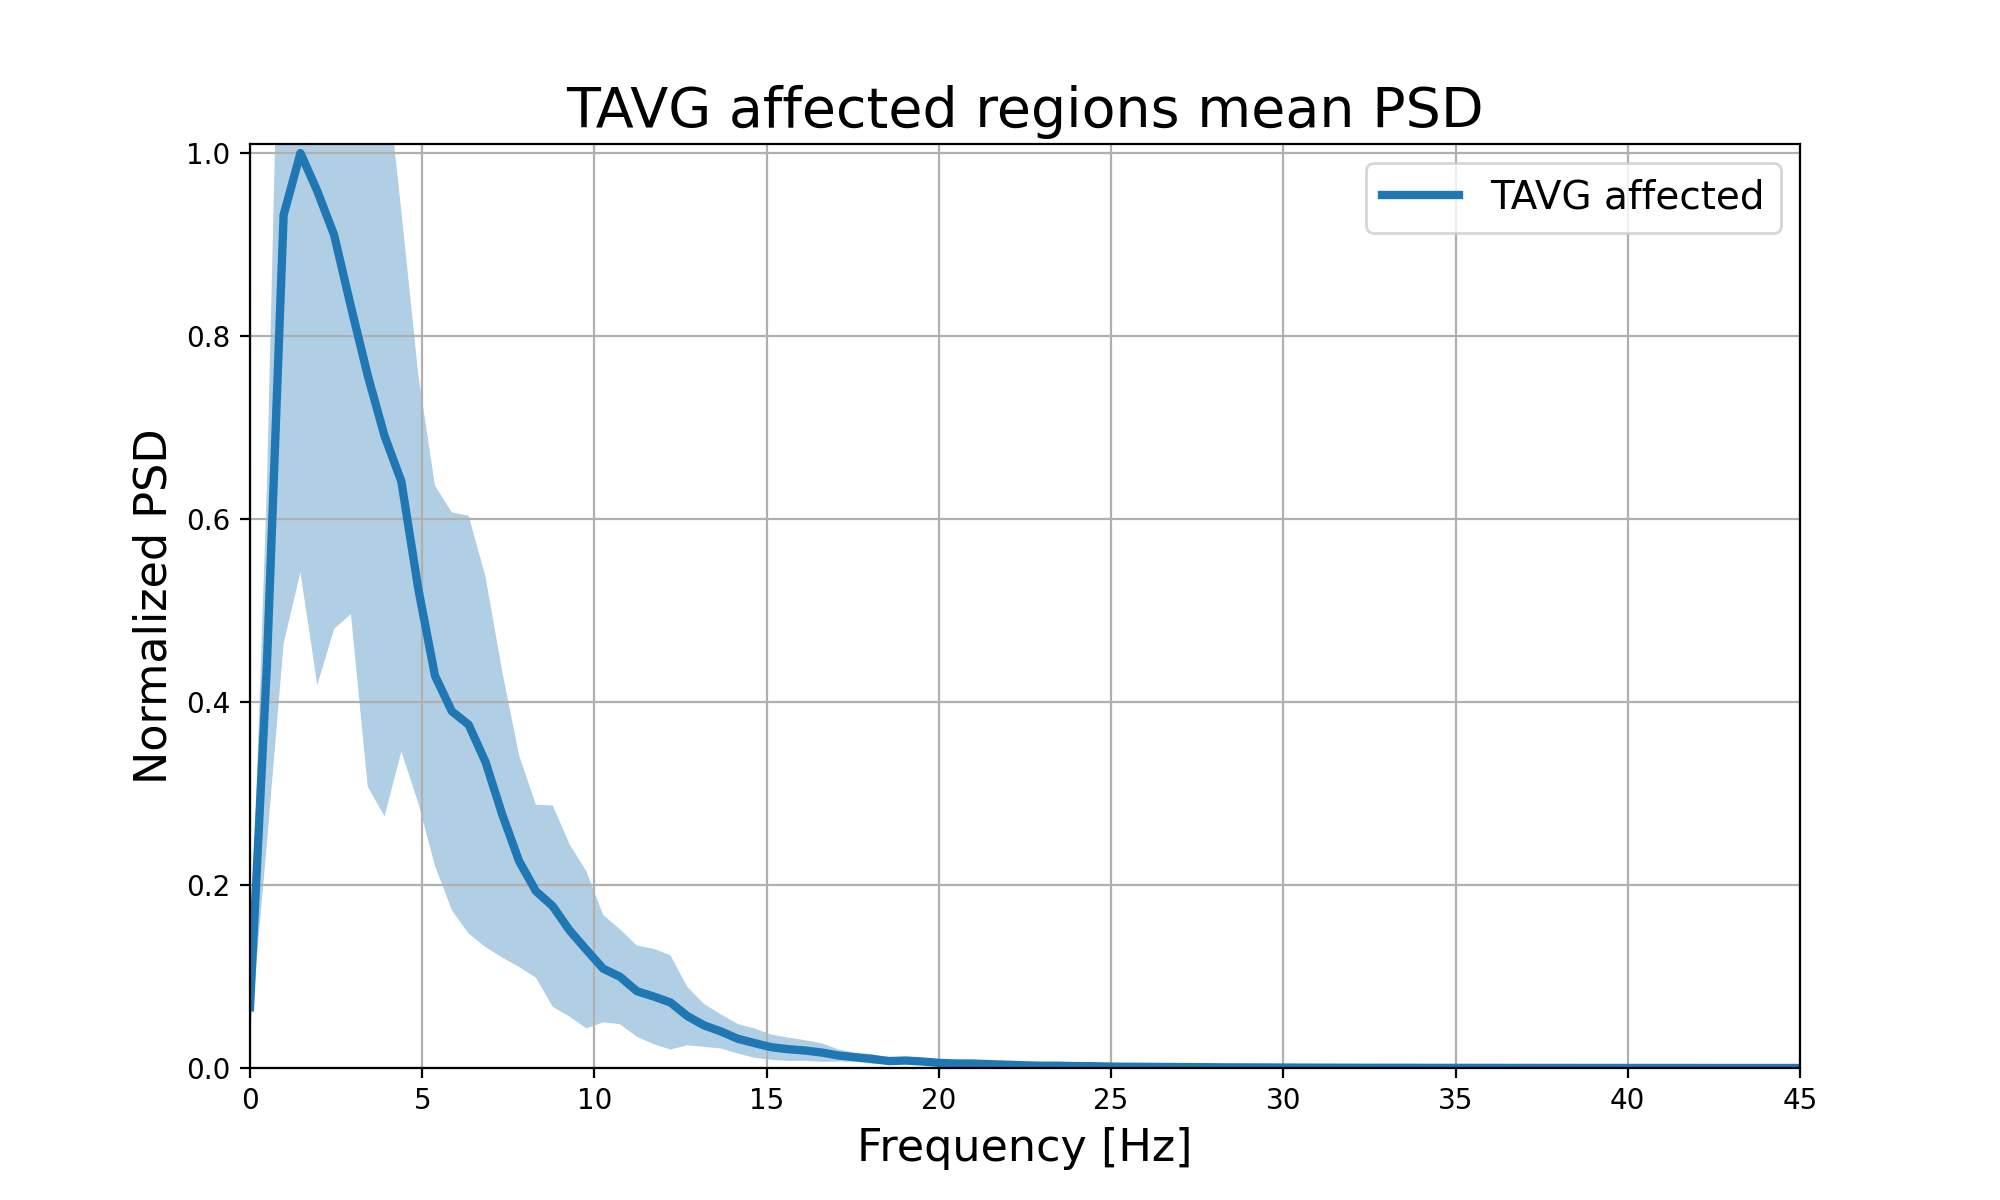 TAVG affected regions mean PSD
TAVG affected
Normalized PSD
1.0
0.8
0.6
0.4
0.2
0.0
0 5 10 15 20 25 30 35 40 45
Frequency [Hz]